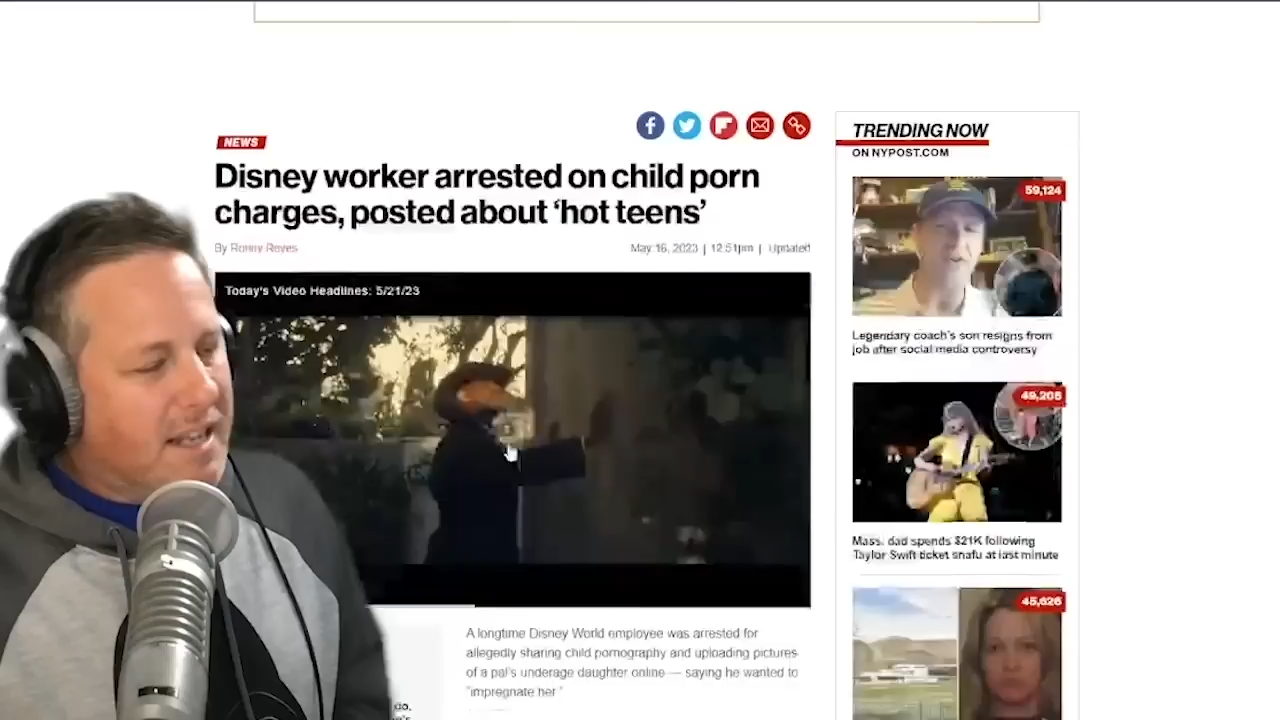 NEWS
Disney worker arrested on child porn
charges, posted about ‘hot teens’
By Ronny Reyes
May 16, 2023 | 12:51pm | Updated
Today's Video Headlines: 5/21/23
A longtime Disney World employee was arrested for
allegedly sharing child pornography and uploading pictures
of a pal's underage daughter online — saying he wanted to
"impregnate her."
TRENDING NOW
ON NYPOST.COM
59,124
Legendary coach's son resigns from
job after social media controversy
Mass. dad spends $21K following
Taylor Swift ticket snafu at last minute